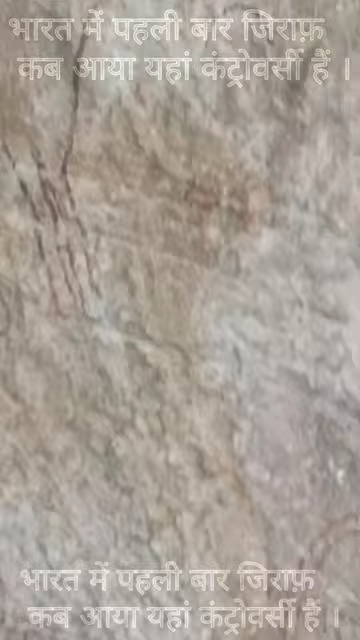 भारत में पहली बार जिराफ़
कब आया यहां कंट्रोवर्सी हैं ।
भारत में पहली बार जिराफ़
कब आया यहां कंट्रोवर्सी हैं ।